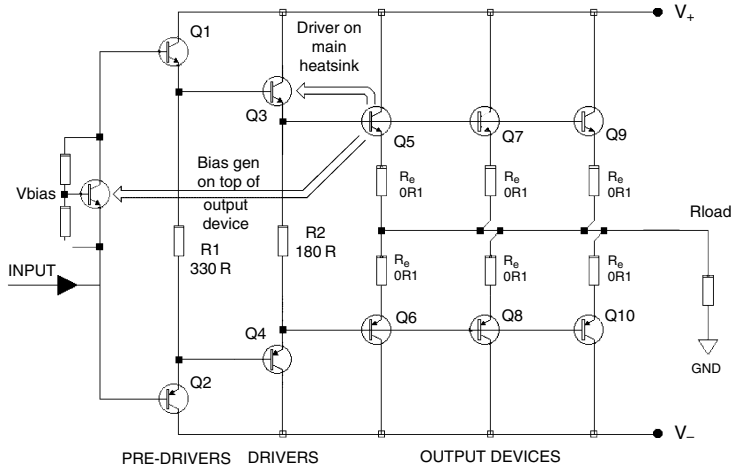 Q1
V+
Driver on
main
heatsink
Q3
Q5
Q7
Q9
Bias gen
on top of
output
device
Vbias
Re
0R1
Re
0R1
Re
0R1
Rload
R1
330 R
R2
180 R
INPUT
Re
0R1
Re
0R1
Re
0R1
Q4
Q6
Q8
Q10
Q2
GND
V–
PRE-DRIVERS
DRIVERS
OUTPUT DEVICES